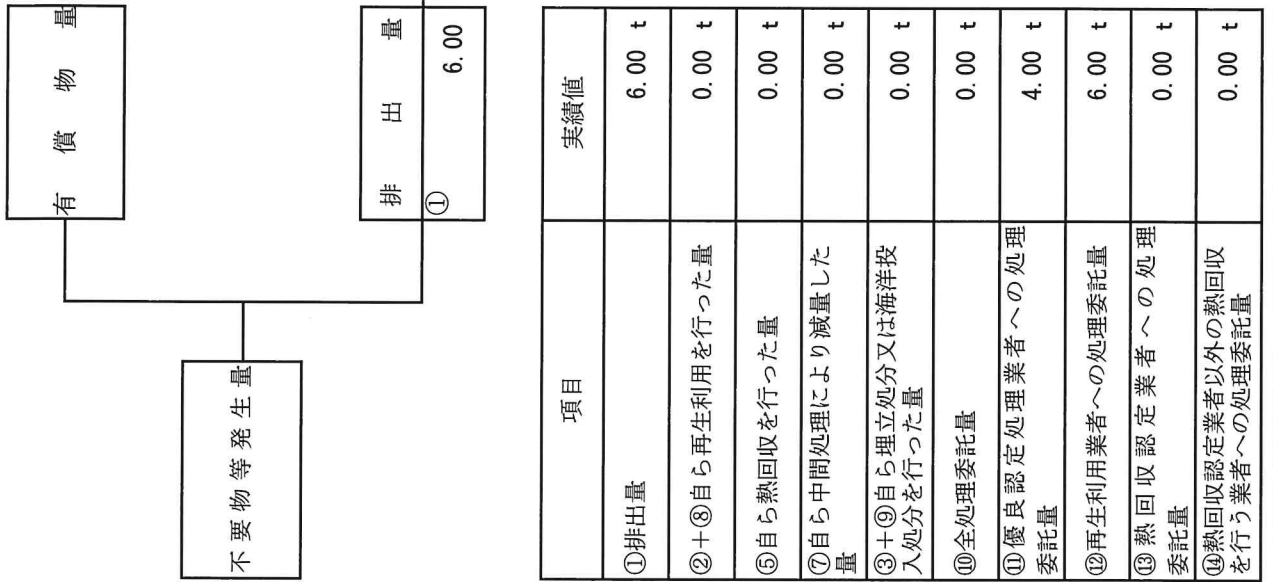 有償物量
不要物等発生量
排出量
①
6.00
項目 実績値
①排出量 6.00 t
②+⑧自ら再生利用を行った量 0.00 t
⑤自ら熱回収を行った量 0.00 t
⑦自ら中間処理により減量した
量 0.00 t
③+⑨自ら埋立処分又は海洋投
入処分を行った量 0.00 t
⑩全処理委託量 0.00 t
⑪優良認定処理業者への処理
委託量 4.00 t
⑫再生利用業者への処理委託量 6.00 t
⑬熱回収認定業者への処理
委託量 0.00 t
⑭熱回収認定業者以外の熱回収
を行う業者への処理委託量 0.00 t